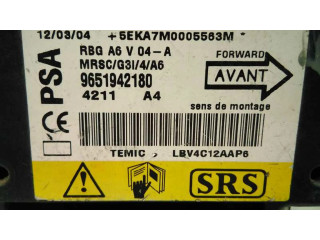 12/03/04 +5EKA7M0005563M*
RBG A6 V 04-A
MRSC/G3I/4/A6
9651942180
4211 A4
PSA
CE
FORWARD
AVANT
sens de montage
TEMIC, LBV4C12AAP6
SRS